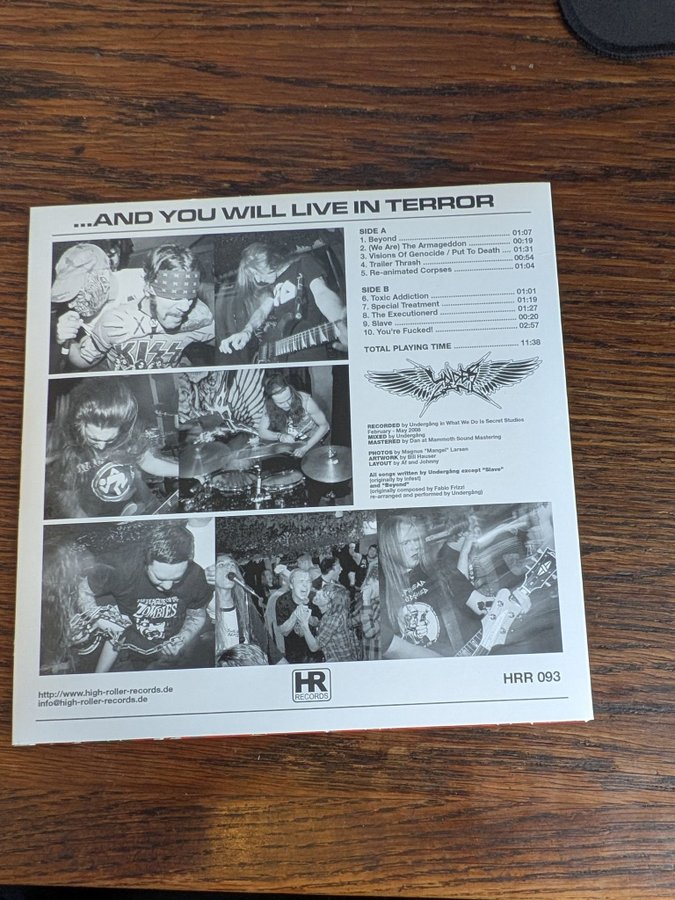 ...AND YOU WILL LIVE IN TERROR
SIDE A
1. Beyond 01:07
2. (We Are) The Armageddon 00:19
3. Visions Of Genocide / Put To Death 01:31
4. Trailer Thrash 00:54
5. Re-animated Corpses 01:04
SIDE B
6. Toxic Addiction 01:01
7. Special Treatment 01:19
8. The Executionerd 01:27
9. Slave 00:20
10. You're Fucked! 02:57
TOTAL PLAYING TIME 11:38
RECORDED by Undergång in What We Do Is Secret Studios
February - May 2008
MIXED by Undergång
MASTERED by Dan at Mammoth Sound Mastering
PHOTOS by Magnus "Mangel" Larsen
ARTWORK by Bill Hauser
LAYOUT by Af and Johnny
All songs written by Undergång except "Slave"
(originally by Infest)
and "Beyond"
(originally composed by Fabio Frizzi
re-arranged and performed by Undergång)
KISS
ZOMBIES
http://www.high-roller-records.de
info@high-roller-records.de
HR
RECORDS
HRR 093